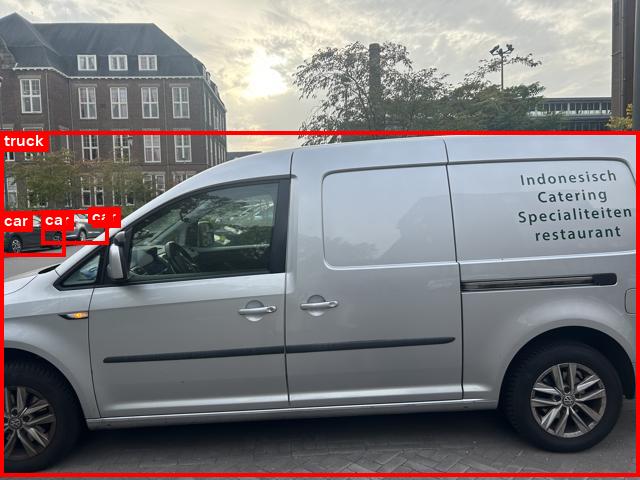 truck
car
car
car
Indonesisch
Catering
Specialiteiten
restaurant